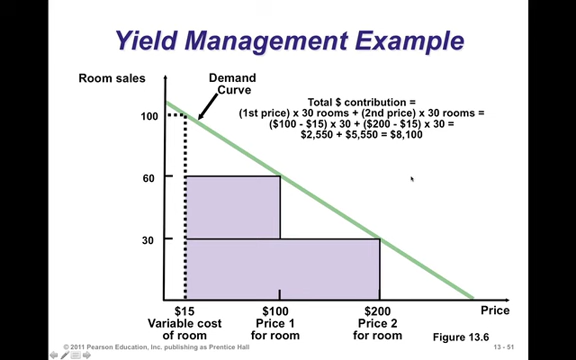 Yield Management Example
Room sales
Demand
Curve
Total $ contribution =
(1st price) x 30 rooms + (2nd price) x 30 rooms =
($100 - $15) x 30 + ($200 - $15) x 30 =
$2,550 + $5,550 = $8,100
100
60
30
$15
Variable cost
of room
$100
Price 1
for room
$200
Price 2
for room
Price
Figure 13.6
© 2011 Pearson Education, Inc. publishing as Prentice Hall
13 - 51